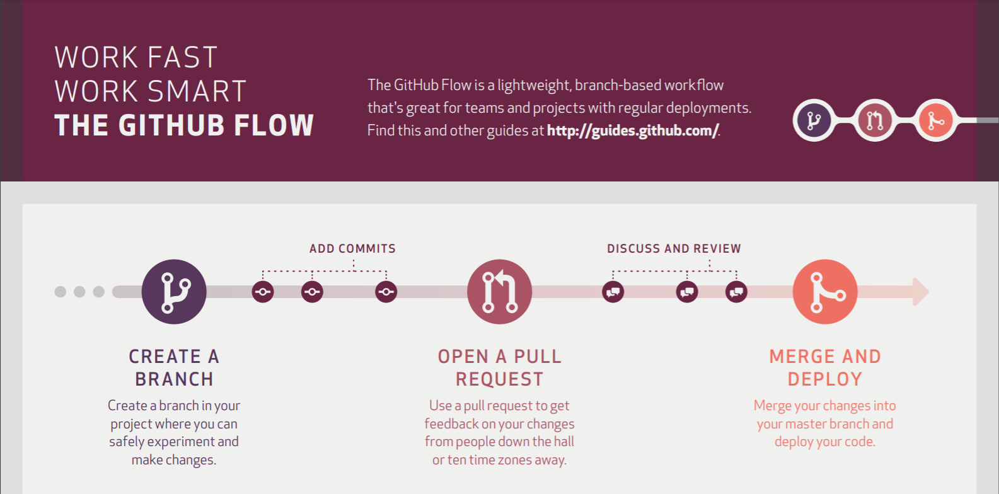 WORK FAST
WORK SMART
THE GITHUB FLOW
The GitHub Flow is a lightweight, branch-based workflow
that's great for teams and projects with regular deployments.
Find this and other guides at http://guides.github.com/.
ADD COMMITS
DISCUSS AND REVIEW
CREATE A
BRANCH
Create a branch in your
project where you can
safely experiment and
make changes.
OPEN A PULL
REQUEST
Use a pull request to get
feedback on your changes
from people down the hall
or ten time zones away.
MERGE AND
DEPLOY
Merge your changes into
your master branch and
deploy your code.